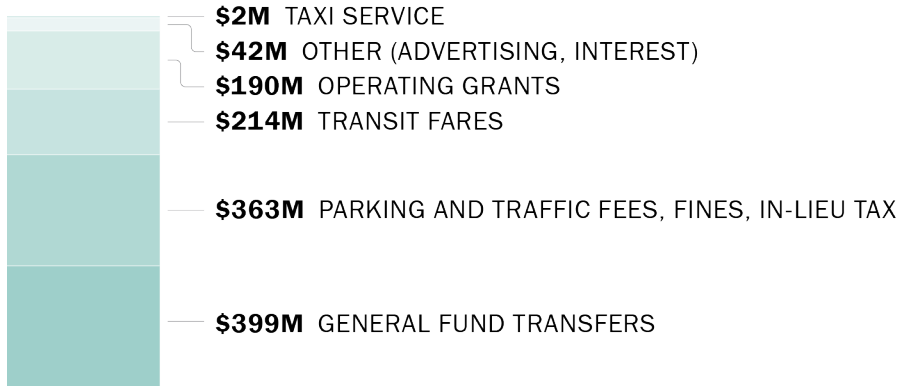 $2M TAXI SERVICE
$42M OTHER (ADVERTISING, INTEREST)
$190M OPERATING GRANTS
$214M TRANSIT FARES
$363M PARKING AND TRAFFIC FEES, FINES, IN-LIEU TAX
$399M GENERAL FUND TRANSFERS